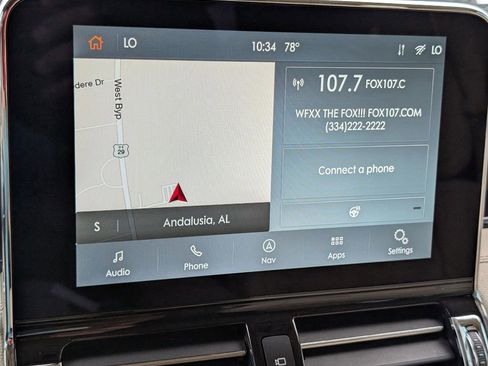 LO 10:34 78° LO
dere Dr
West Byp
US
29
S Andalusia, AL
107.7 FOX107.C
WFXX THE FOX!!! FOX107.COM
(334)222-2222
Connect a phone
Audio Phone Nav Apps Settings